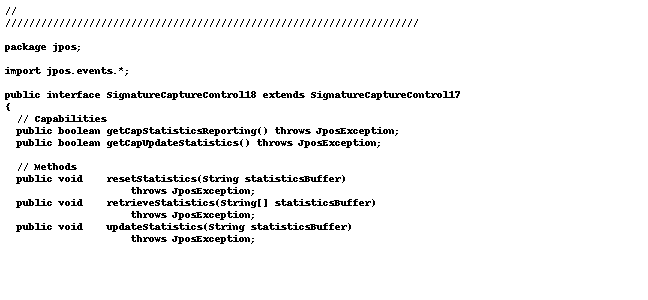 //
/////////////////////////////////////////////////////////////////////
package jpos;
import jpos.events.*;
public interface SignatureCaptureControl18 extends SignatureCaptureControl17
{
  // Capabilities
  public boolean getCapStatisticsReporting() throws JposException;
  public boolean getCapUpdateStatistics() throws JposException;
  // Methods
  public void    resetStatistics(String statisticsBuffer)
                     throws JposException;
  public void    retrieveStatistics(String[] statisticsBuffer)
                     throws JposException;
  public void    updateStatistics(String statisticsBuffer)
                     throws JposException;